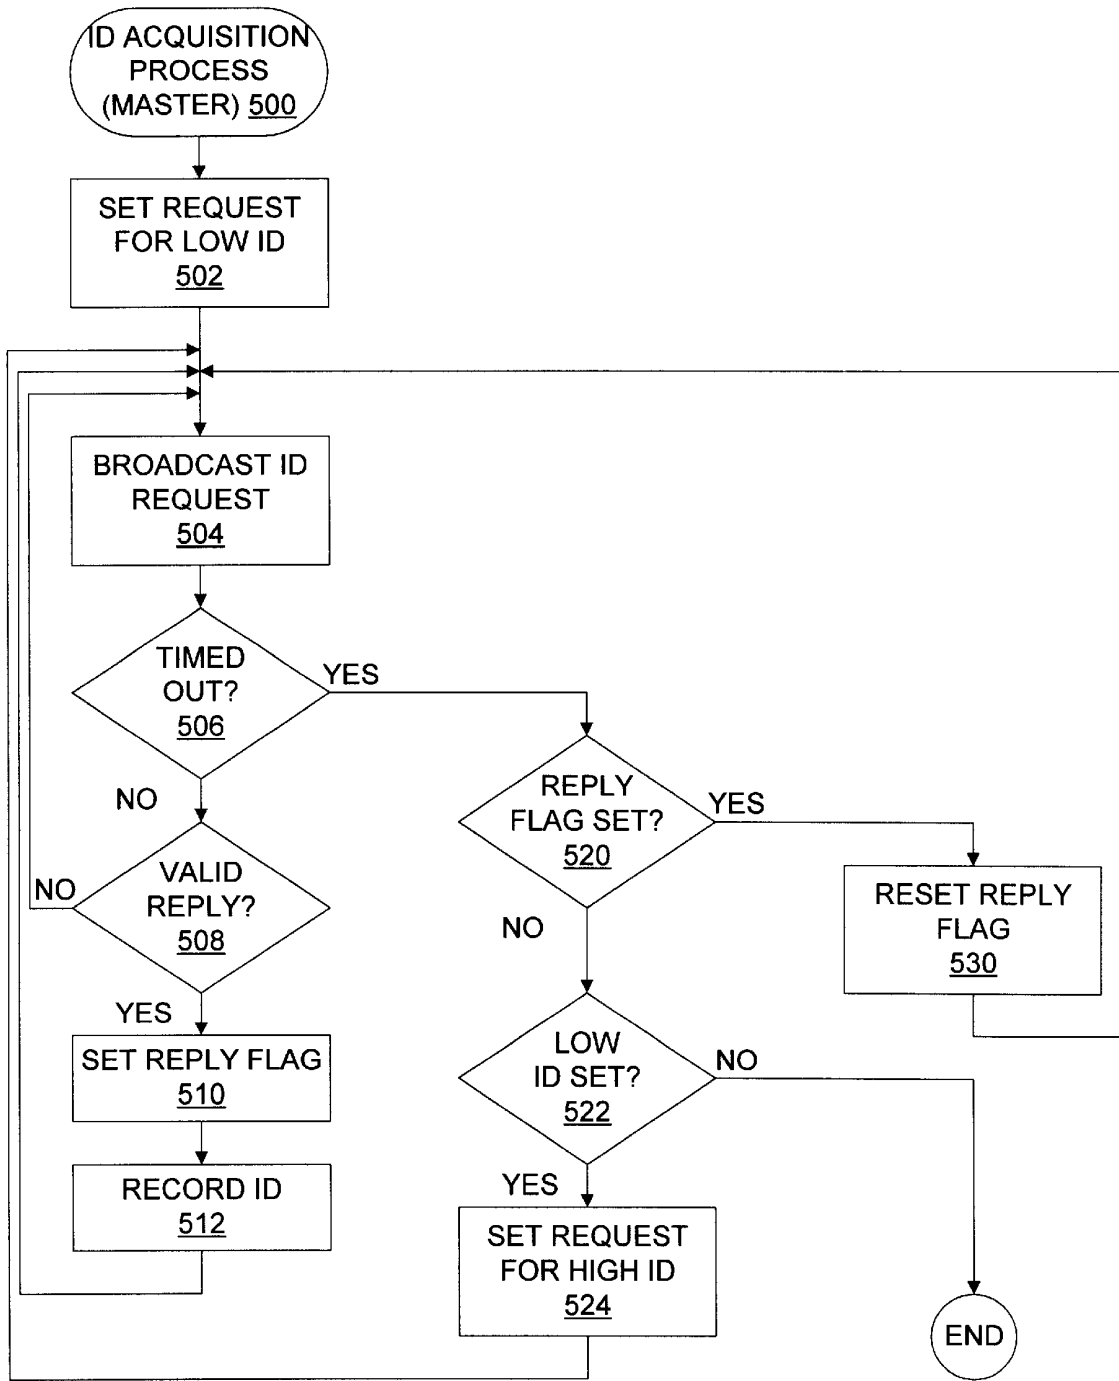 ID ACQUISITION
PROCESS
(MASTER) 500
SET REQUEST
FOR LOW ID
502
BROADCAST ID
REQUEST
504
TIMED
OUT?
506
YES
NO
REPLY
FLAG SET?
520
YES
NO
VALID
REPLY?
508
NO
YES
RESET REPLY
FLAG
530
SET REPLY FLAG
510
LOW
ID SET?
522
NO
YES
RECORD ID
512
SET REQUEST
FOR HIGH ID
524
END